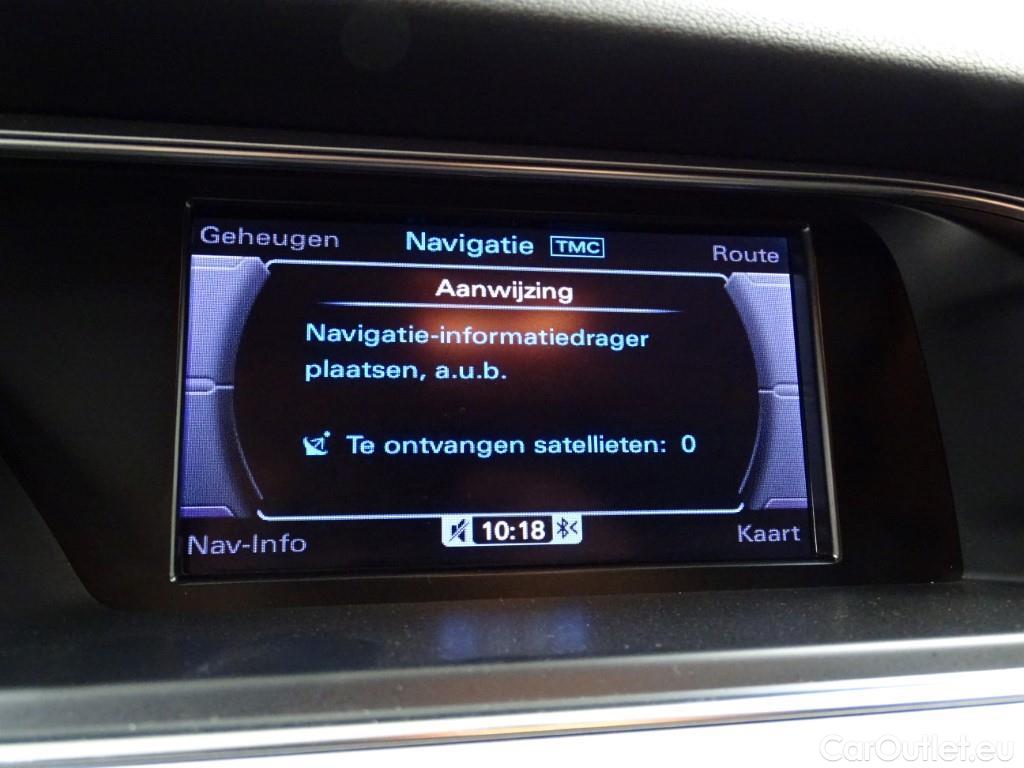 Geheugen
Navigatie TMC
Route
Aanwijzing
Navigatie-informatiedrager
plaatsen, a.u.b.
Te ontvangen satellieten: 0
Nav-Info
10:18
Kaart
CarOutlet.eu